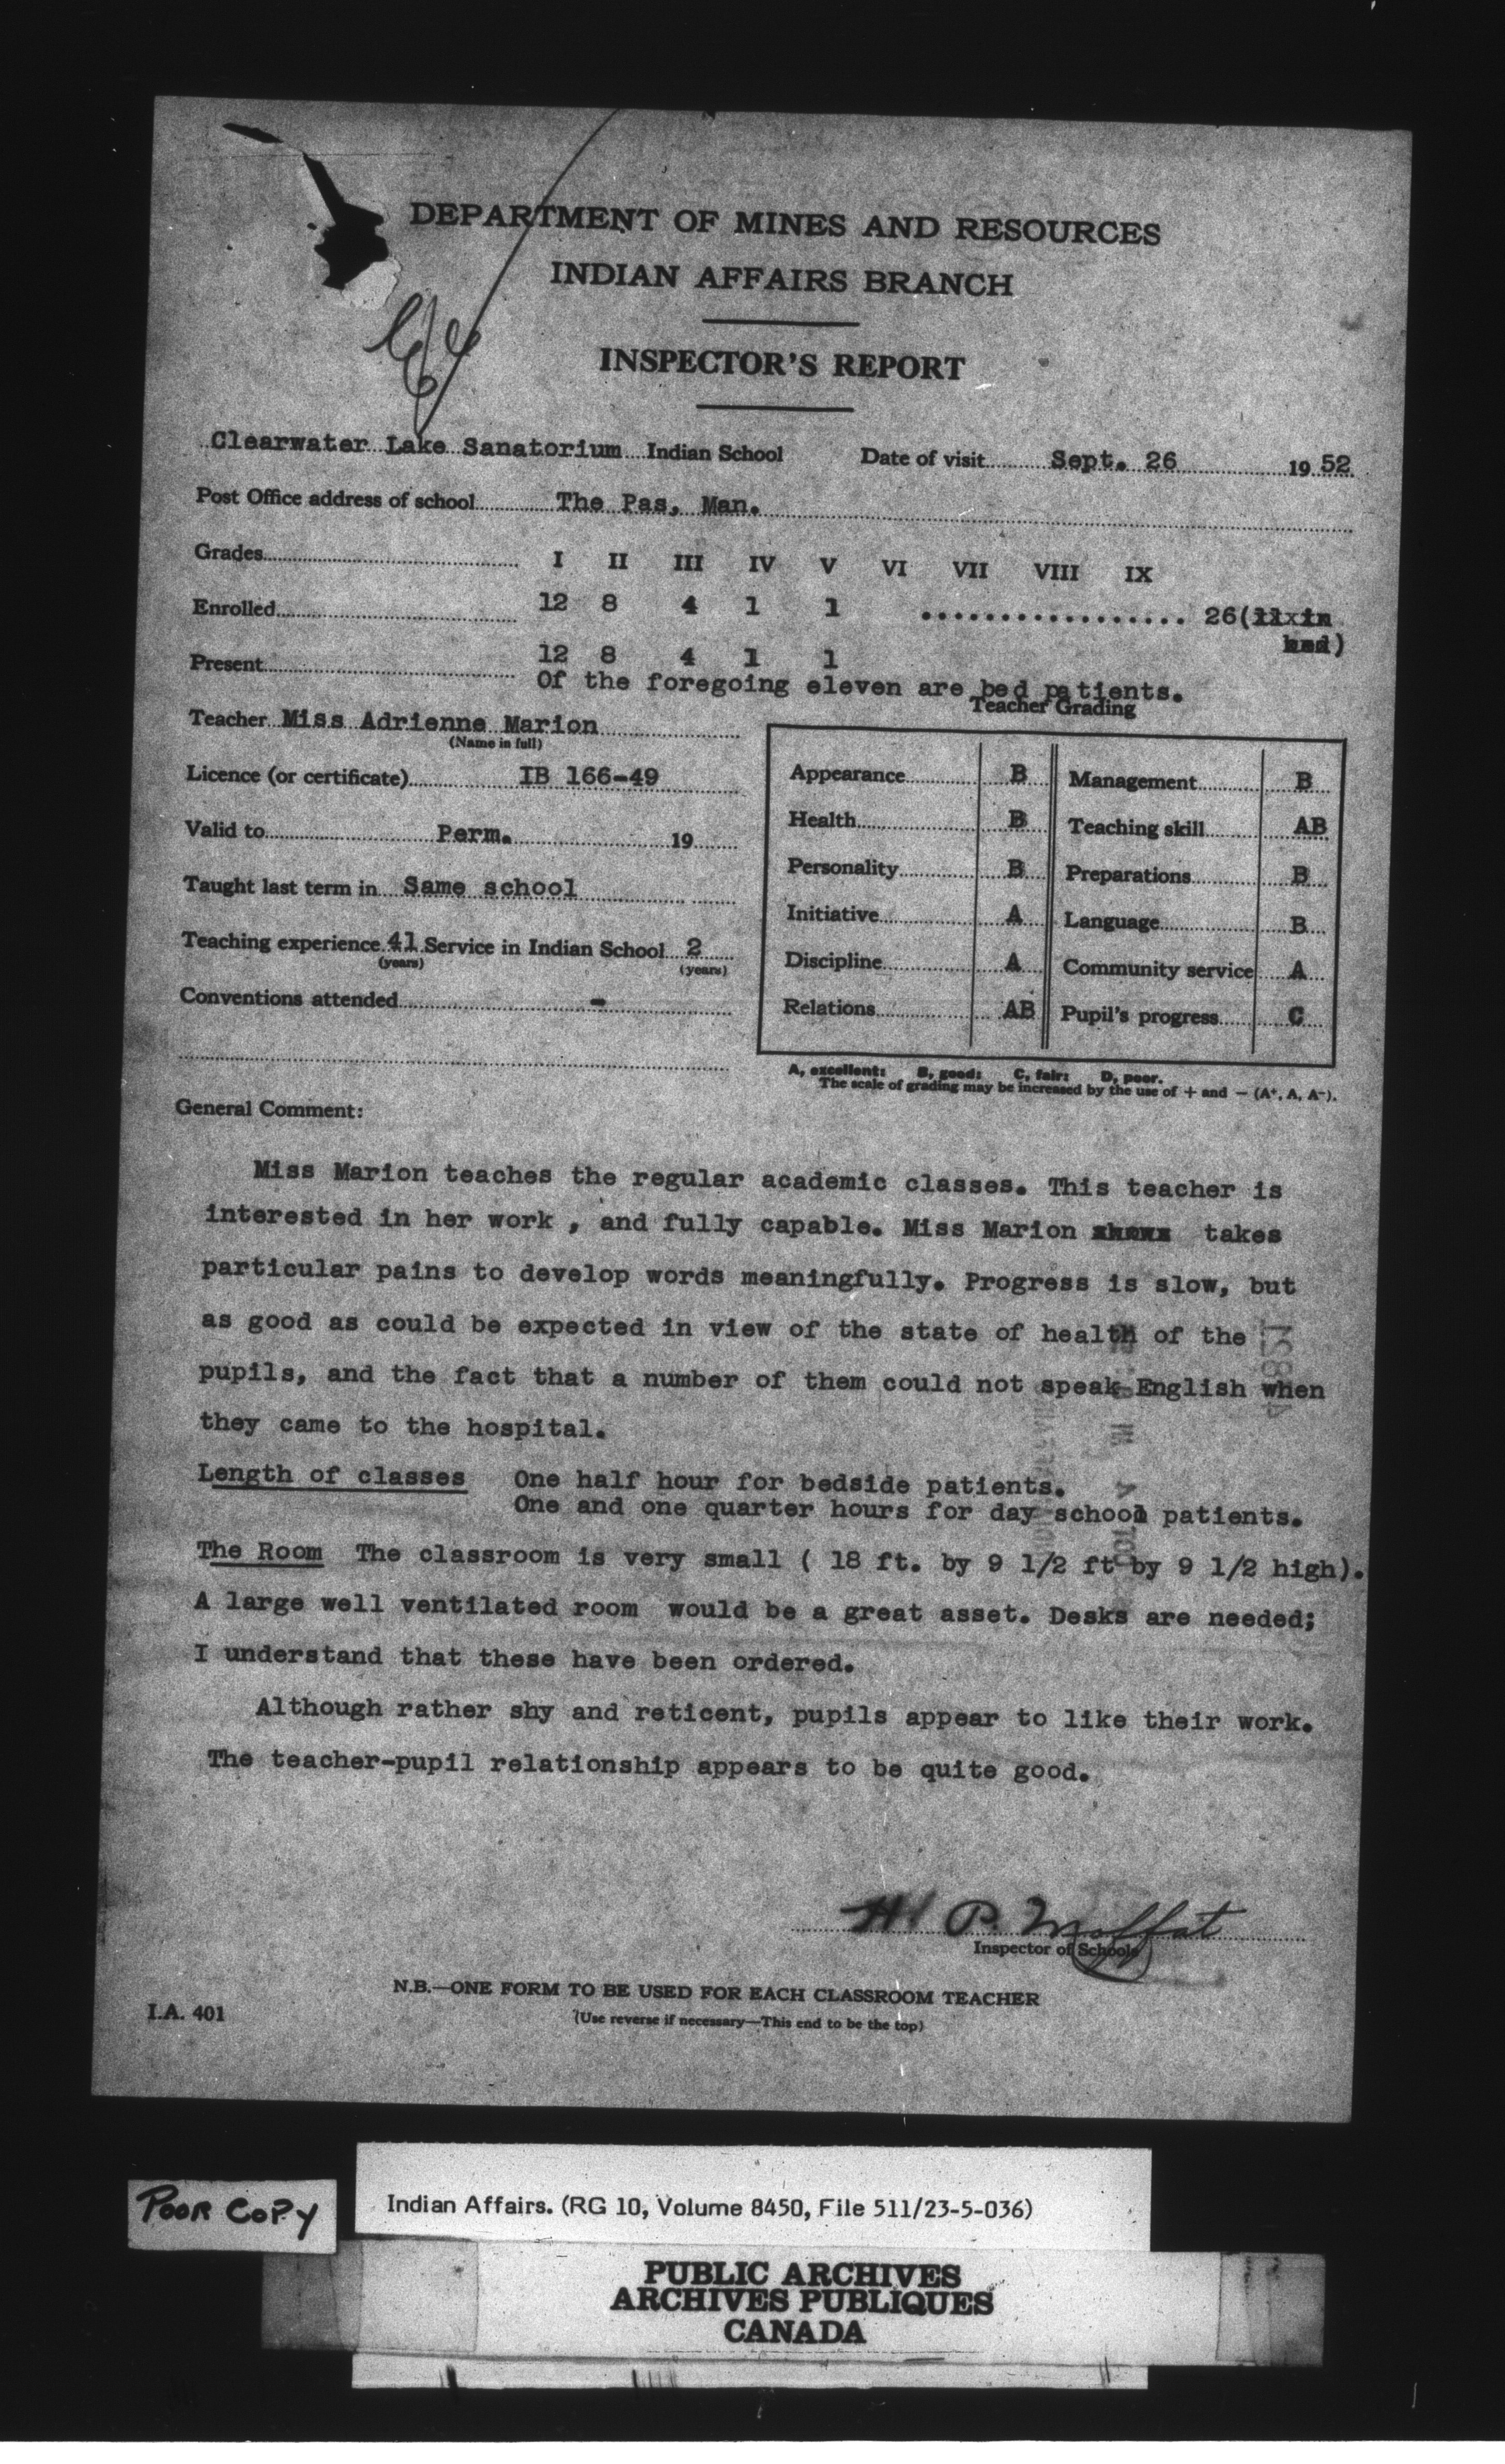 DEPARTMENT OF MINES AND RESOURCES
INDIAN AFFAIRS BRANCH
INSPECTOR'S REPORT
Clearwater Lake Sanatorium Indian School Date of visit Sept. 26 19 52
Post Office address of school The Pas, Man.
Grades I II III IV V VI VII VIII IX
Enrolled 12 8 4 1 1 ................. 26(
)
Present 12 8 4 1 1
Of the foregoing eleven are bed patients.
Teacher Miss Adrienne Marion
(Name in full)
Licence (or certificate) IB 166-49
Valid to Perm. 19
Taught last term in Same school
Teaching experience 41 Service in Indian School 2
(years) (years)
Conventions attended -
Teacher Grading
Appearance B Management B
Health B Teaching skill AB
Personality B Preparations B
Initiative A Language B
Discipline A Community service A
Relations AB Pupil's progress C
A, excellent: B, good: C, fair: D, poor.
The scale of grading may be increased by the use of + and − (A+, A, A−).
General Comment:
Miss Marion teaches the regular academic classes. This teacher is
interested in her work , and fully capable. Miss Marion takes
particular pains to develop words meaningfully. Progress is slow, but
as good as could be expected in view of the state of health of the
pupils, and the fact that a number of them could not speak English when
they came to the hospital.
Length of classes One half hour for bedside patients.
One and one quarter hours for day school patients.
The Room The classroom is very small ( 18 ft. by 9 1/2 ft by 9 1/2 high).
A large well ventilated room would be a great asset. Desks are needed;
I understand that these have been ordered.
Although rather shy and reticent, pupils appear to like their work.
The teacher-pupil relationship appears to be quite good.
P. Moffat
Inspector of Schools
N.B.—ONE FORM TO BE USED FOR EACH CLASSROOM TEACHER
I.A. 401
(Use reverse if necessary—This end to be the top)
POOR COPY
Indian Affairs. (RG 10, Volume 8450, File 511/23-5-036)
PUBLIC ARCHIVES
ARCHIVES PUBLIQUES
CANADA